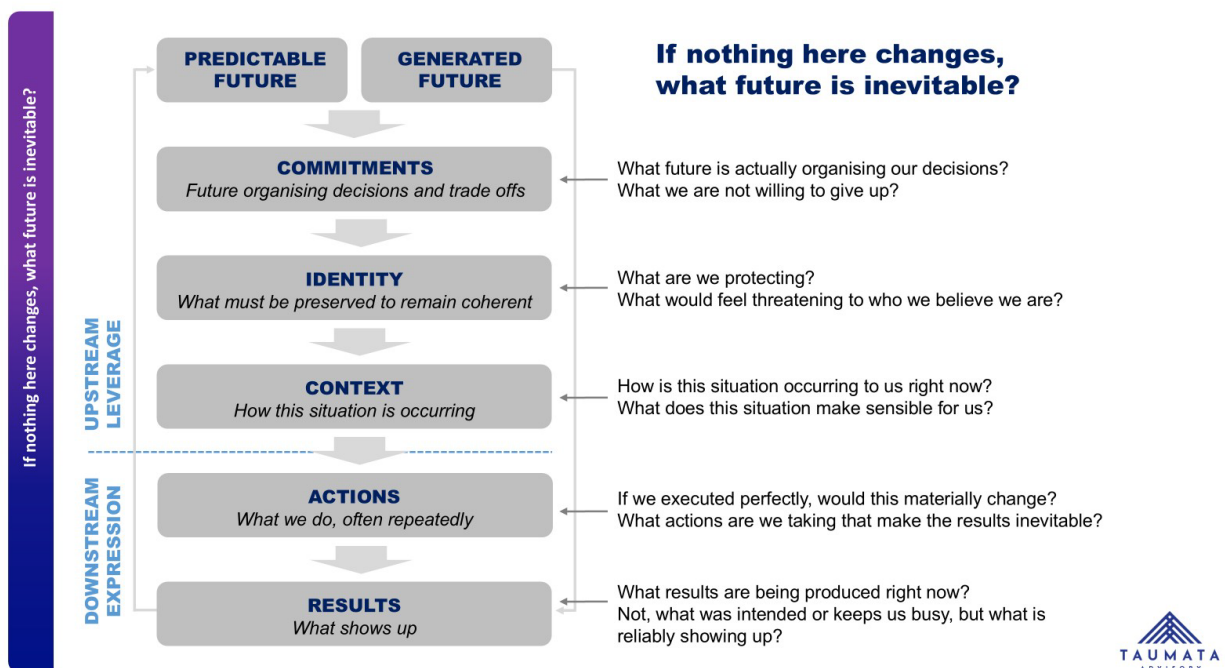 If nothing here changes, what future is inevitable?
PREDICTABLE
FUTURE
GENERATED
FUTURE
If nothing here changes,
what future is inevitable?
COMMITMENTS
Future organising decisions and trade offs
What future is actually organising our decisions?
What we are not willing to give up?
IDENTITY
What must be preserved to remain coherent
What are we protecting?
What would feel threatening to who we believe we are?
UPSTREAM
LEVERAGE
CONTEXT
How this situation is occurring
How is this situation occurring to us right now?
What does this situation make sensible for us?
DOWNSTREAM
EXPRESSION
ACTIONS
What we do, often repeatedly
If we executed perfectly, would this materially change?
What actions are we taking that make the results inevitable?
RESULTS
What shows up
What results are being produced right now?
Not, what was intended or keeps us busy, but what is
reliably showing up?
TAUMATA
ADVISORY